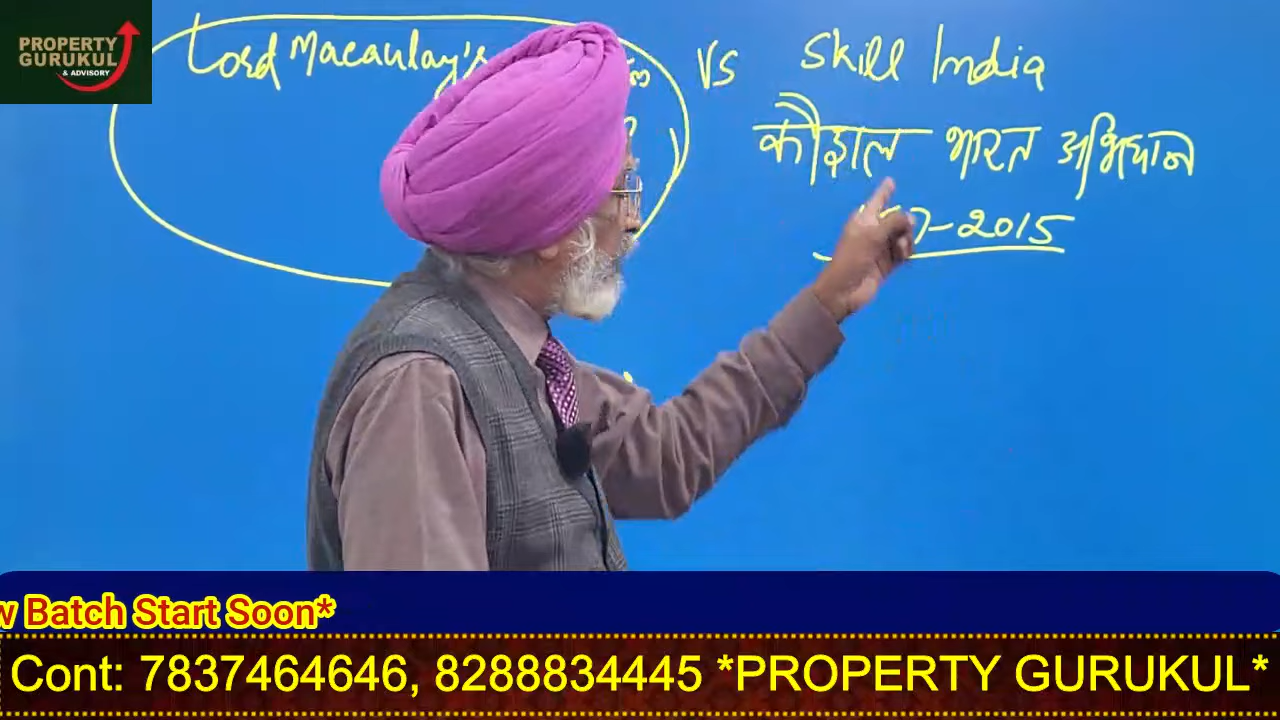 PROPERTY
GURUKUL
& ADVISORY
Lord Macaulay's
VS
Skill India
कौशल भारत अभियान
-2015
w Batch Start Soon*
Cont: 7837464646, 8288834445 *PROPERTY GURUKUL*